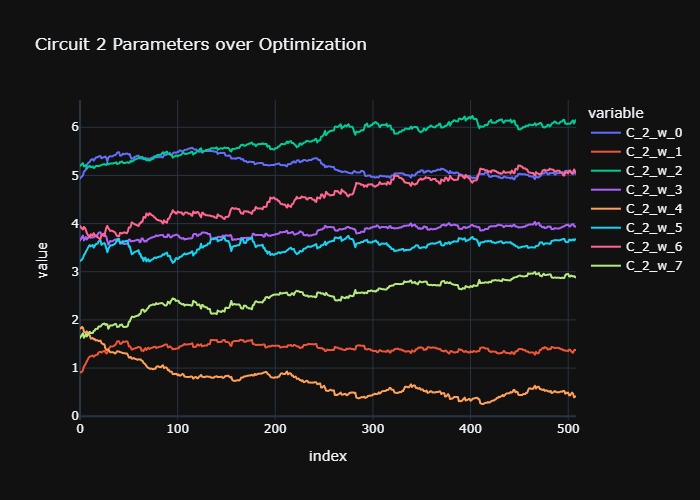 Circuit 2 Parameters over Optimization
variable
C_2_w_0
C_2_w_1
C_2_w_2
C_2_w_3
C_2_w_4
C_2_w_5
C_2_w_6
C_2_w_7
value
6
5
4
3
2
1
0
0 100 200 300 400 500
index